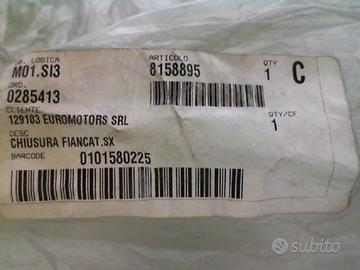 UB. LOGICA ARTICOLO QTY
M01.SI3 8158895 1 C
ORD.
0285413
CLIENTE
129103 EUROMOTORS SRL QTY/CF
DESC 1
CHIUSURA FIANCAT.SX
BARCODE 0101580225
subito